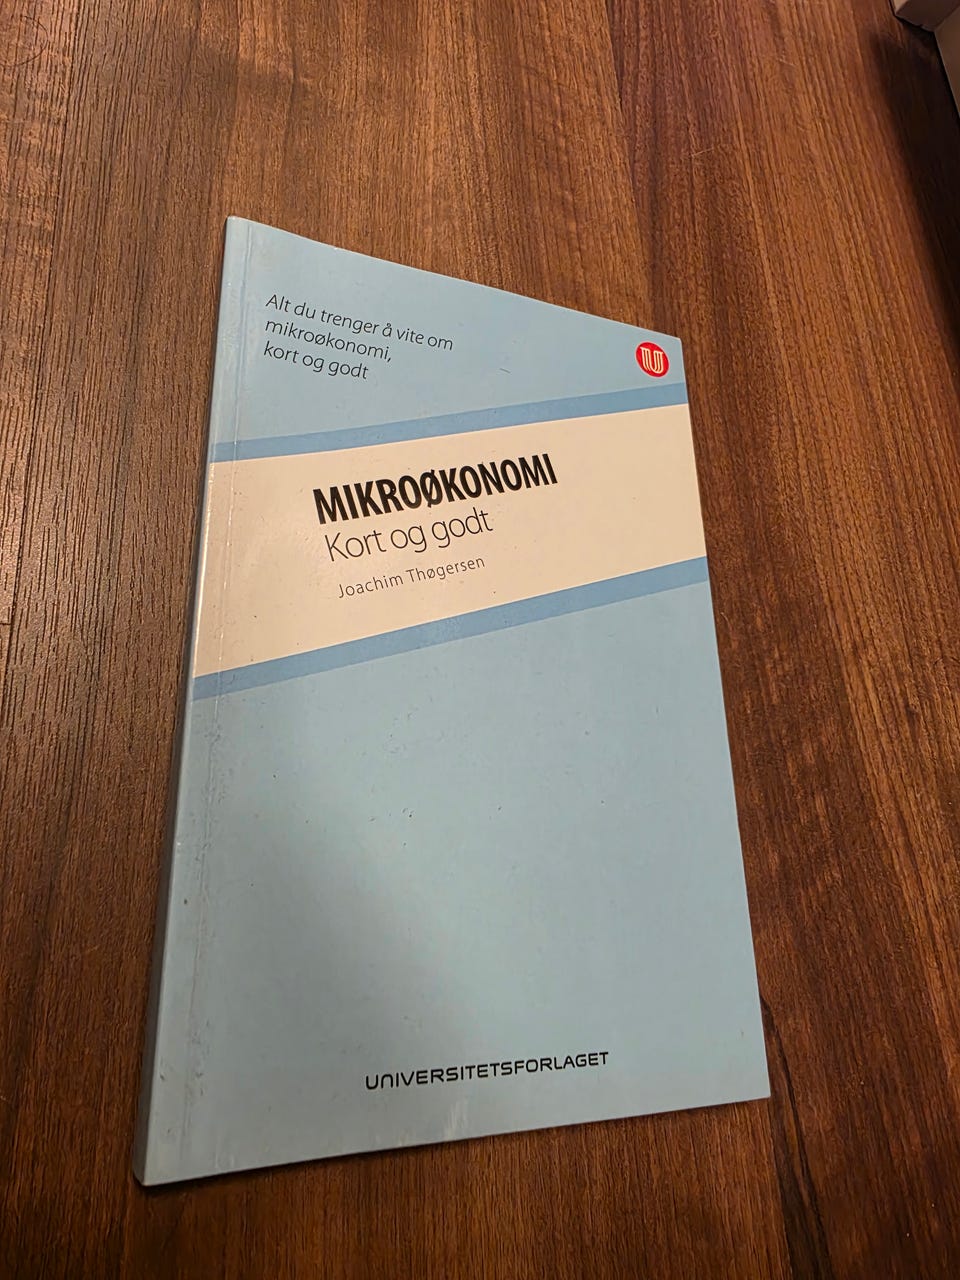 Alt du trenger å vite om
mikroøkonomi,
kort og godt
MIKROØKONOMI
Kort og godt
Joachim Thøgersen
UNIVERSITETSFORLAGET